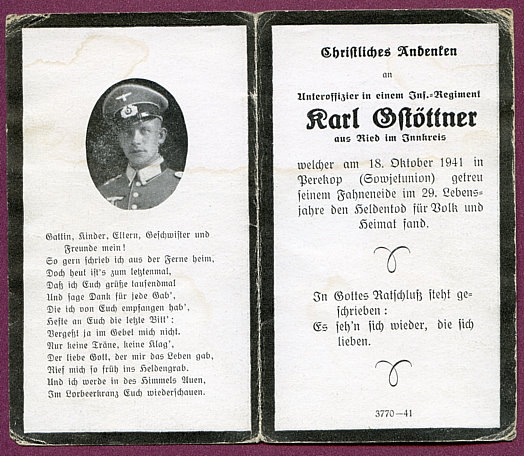 Gattin, Kinder, Eltern, Geschwister und
Freunde mein!
So gern schrieb ich aus der Ferne heim,
Doch heut ist's zum letztenmal,
Daß ich Euch grüße tausendmal
Und sage Dank für jede Gab',
Die ich von Euch empfangen hab',
Hefte an Euch die letzte Bitt':
Vergeßt ja im Gebet mich nicht.
Nur keine Träne, keine Klag',
Der liebe Gott, der mir das Leben gab,
Rief mich so früh ins Heldengrab.
Und ich werde in des Himmels Auen,
Im Lorbeerkranz Euch wiederschauen.
Christliches Andenken
an
Unteroffizier in einem Inf.-Regiment
Karl Gstöttner
aus Ried im Innkreis
welcher am 18. Oktober 1941 in
Perekop (Sowjetunion) getreu
seinem Fahneneide im 29. Lebens-
jahre den Heldentod für Volk und
Heimat fand.
In Gottes Ratschluß steht ge-
schrieben:
Es seh'n sich wieder, die sich
lieben.
3770—41